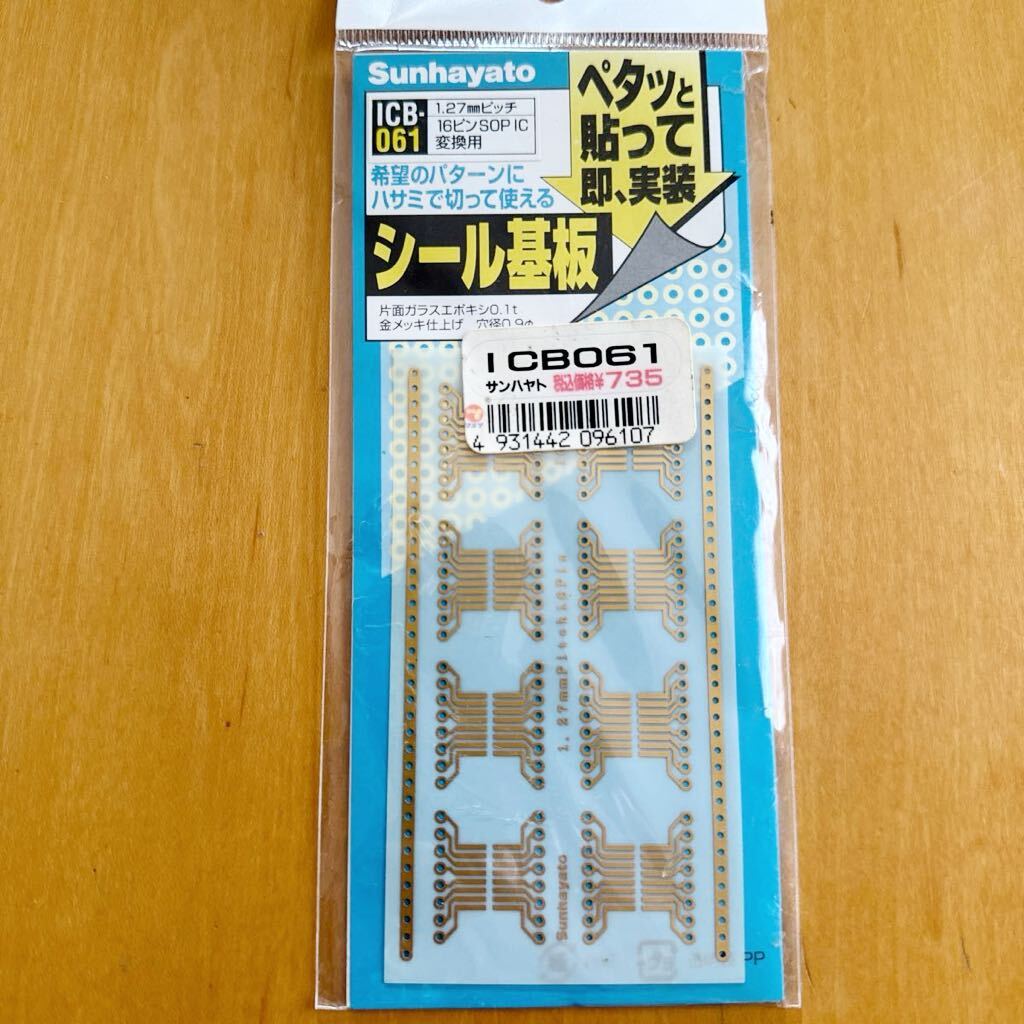 Sunhayato
ICB-
061
1.27mmピッチ
16ピンSOP IC
変換用
ペタッと
貼って
即、実装
希望のパターンに
ハサミで切って使える
シール基板
片面ガラスエポキシ0.1t
金メッキ仕上げ 穴径0.9φ
ICB061
サンハヤト 税込価格¥735
4 931442 096107
1.27mmPitch16Pin
Sunhayato
PP